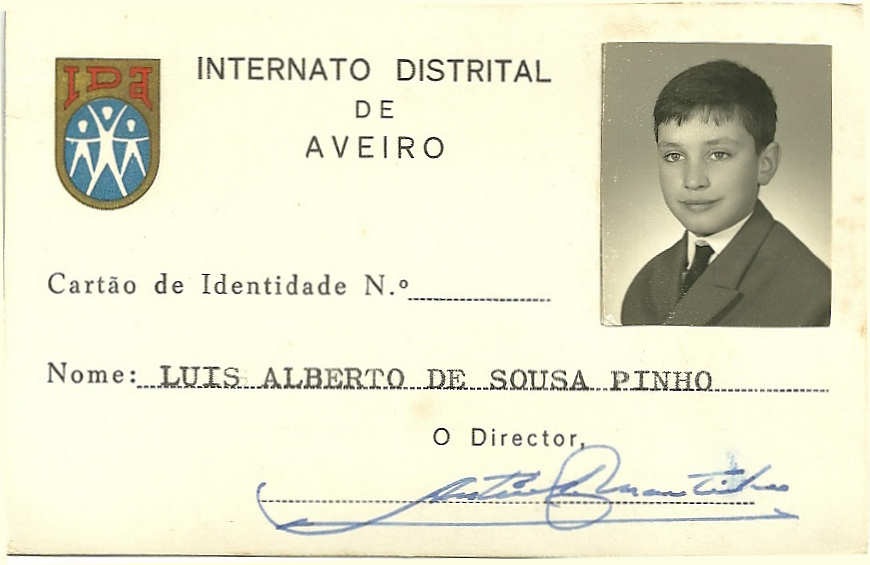 IDA
INTERNATO DISTRITAL
DE
AVEIRO
Cartão de Identidade N.º
Nome: LUIS ALBERTO DE SOUSA PINHO
O Director,